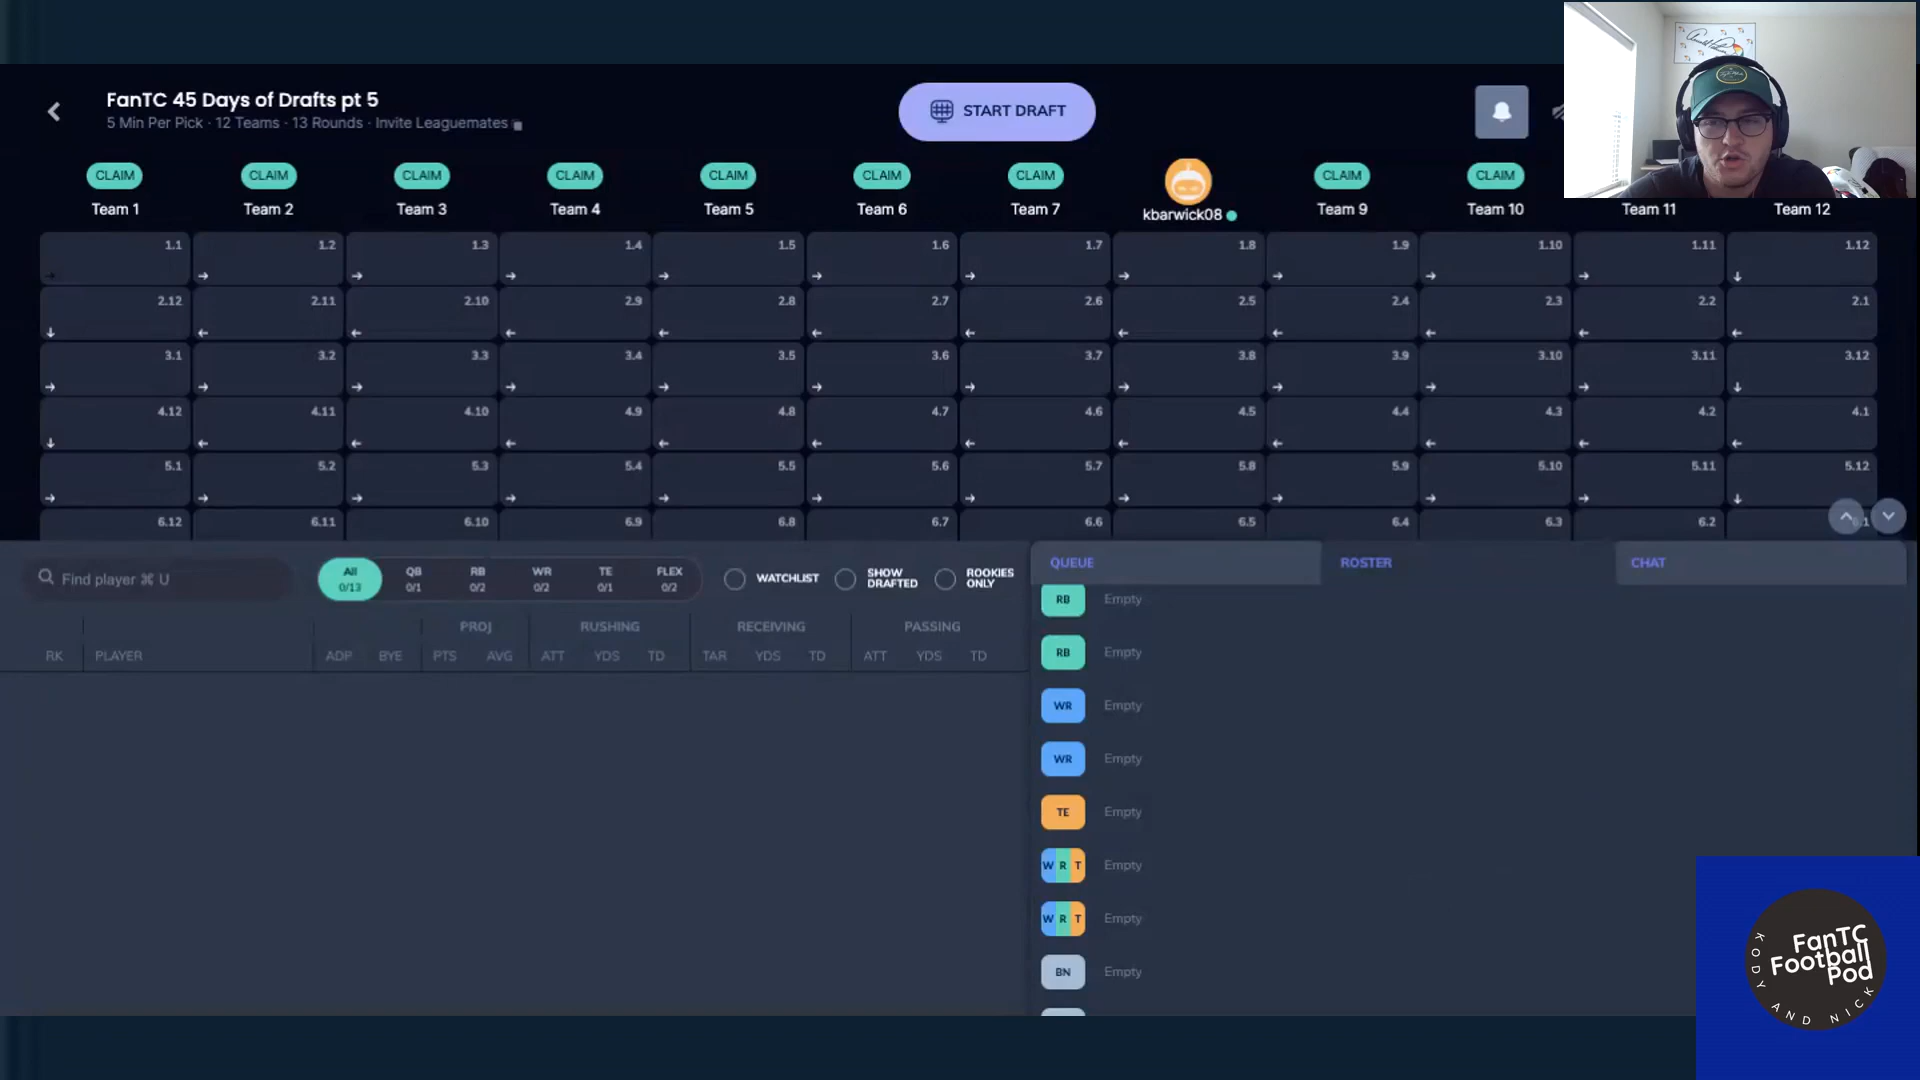 FanTC 45 Days of Drafts pt 5
5 Min Per Pick · 12 Teams · 13 Rounds · Invite Leaguemates
START DRAFT
CLAIM CLAIM CLAIM CLAIM CLAIM CLAIM CLAIM CLAIM CLAIM
Team 1 Team 2 Team 3 Team 4 Team 5 Team 6 Team 7 kbarwick08 Team 9 Team 10 Team 11 Team 12
1.1 1.2 1.3 1.4 1.5 1.6 1.7 1.8 1.9 1.10 1.11 1.12
2.12 2.11 2.10 2.9 2.8 2.7 2.6 2.5 2.4 2.3 2.2 2.1
3.1 3.2 3.3 3.4 3.5 3.6 3.7 3.8 3.9 3.10 3.11 3.12
4.12 4.11 4.10 4.9 4.8 4.7 4.6 4.5 4.4 4.3 4.2 4.1
5.1 5.2 5.3 5.4 5.5 5.6 5.7 5.8 5.9 5.10 5.11 5.12
6.12 6.11 6.10 6.9 6.8 6.7 6.6 6.5 6.4 6.3 6.2
Find player ⌘ U
All QB RB WR TE FLEX
0/13 0/1 0/2 0/2 0/1 0/2
WATCHLIST
SHOW
DRAFTED
ROOKIES
ONLY
PROJ RUSHING RECEIVING PASSING
RK PLAYER ADP BYE PTS AVG ATT YDS TD TAR YDS TD ATT YDS TD
QUEUE ROSTER CHAT
RB Empty
RB Empty
WR Empty
WR Empty
TE Empty
W R T Empty
W R T Empty
BN Empty
FanTC
Football
Pod
KODY AND NICK